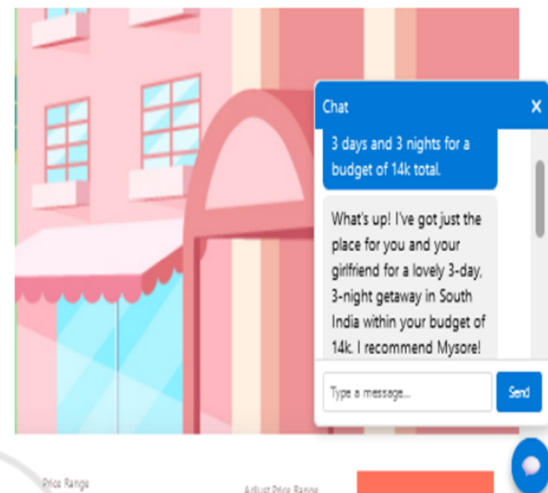 Chat X
3 days and 3 nights for a
budget of 14k total.
What's up! I've got just the
place for you and your
girlfriend for a lovely 3-day,
3-night getaway in South
India within your budget of
14k. I recommend Mysore!
Type a message...
Send
Price Range
Adjust Price Range